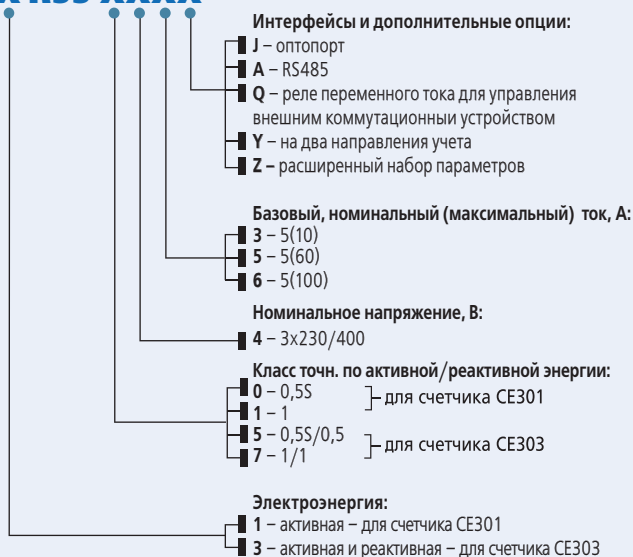 Интерфейсы и дополнительные опции:
J – оптопорт
A – RS485
Q – реле переменного тока для управления
внешним коммутационыи устройством
Y – на два направления учета
Z – расширенный набор параметров
Базовый, номинальный (максимальный) ток, А:
3 – 5(10)
5 – 5(60)
6 – 5(100)
Номинальное напряжение, В:
4 – 3х230/400
Класс точн. по активной/реактивной энергии:
0 – 0,5S
1 – 1
для счетчика СЕ301
5 – 0,5S/0,5
7 – 1/1
для счетчика СЕ303
Электроэнергия:
1 – активная – для счетчика СЕ301
3 – активная и реактивная – для счетчика СЕ303